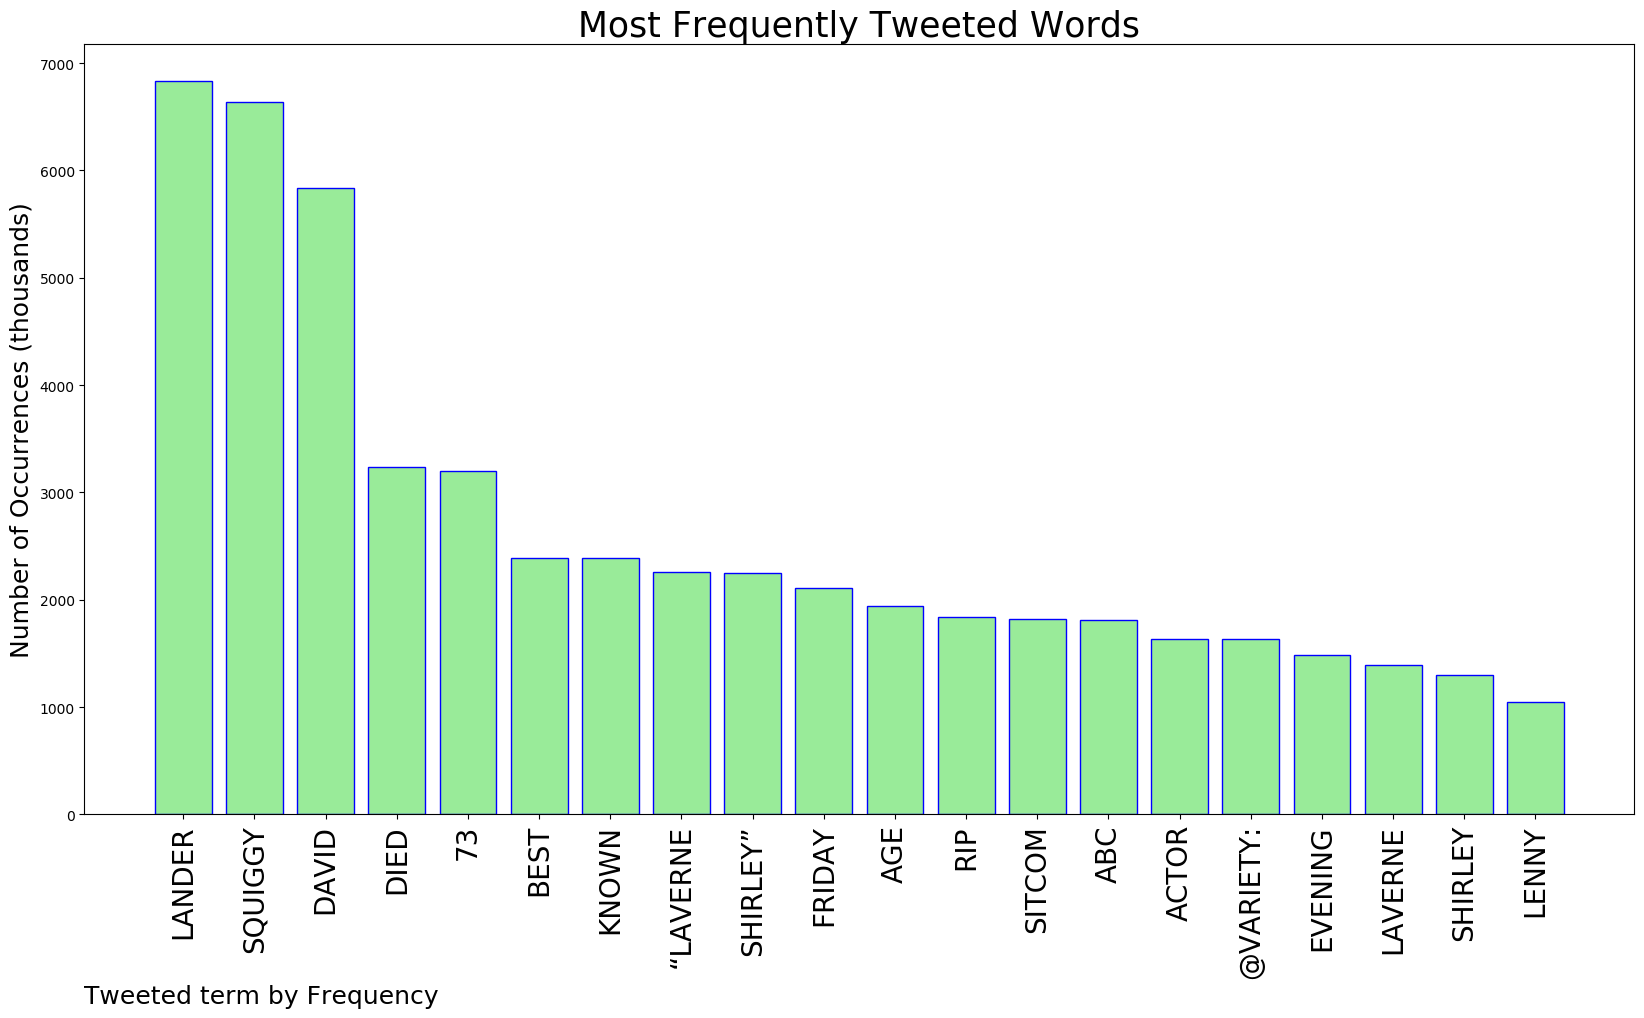 Most Frequently Tweeted Words
Number of Occurrences (thousands)
7000
6000
5000
4000
3000
2000
1000
0
LANDER
SQUIGGY
DAVID
DIED
73
BEST
KNOWN
“LAVERNE
SHIRLEY”
FRIDAY
AGE
RIP
SITCOM
ABC
ACTOR
@VARIETY:
EVENING
LAVERNE
SHIRLEY
LENNY
Tweeted term by Frequency